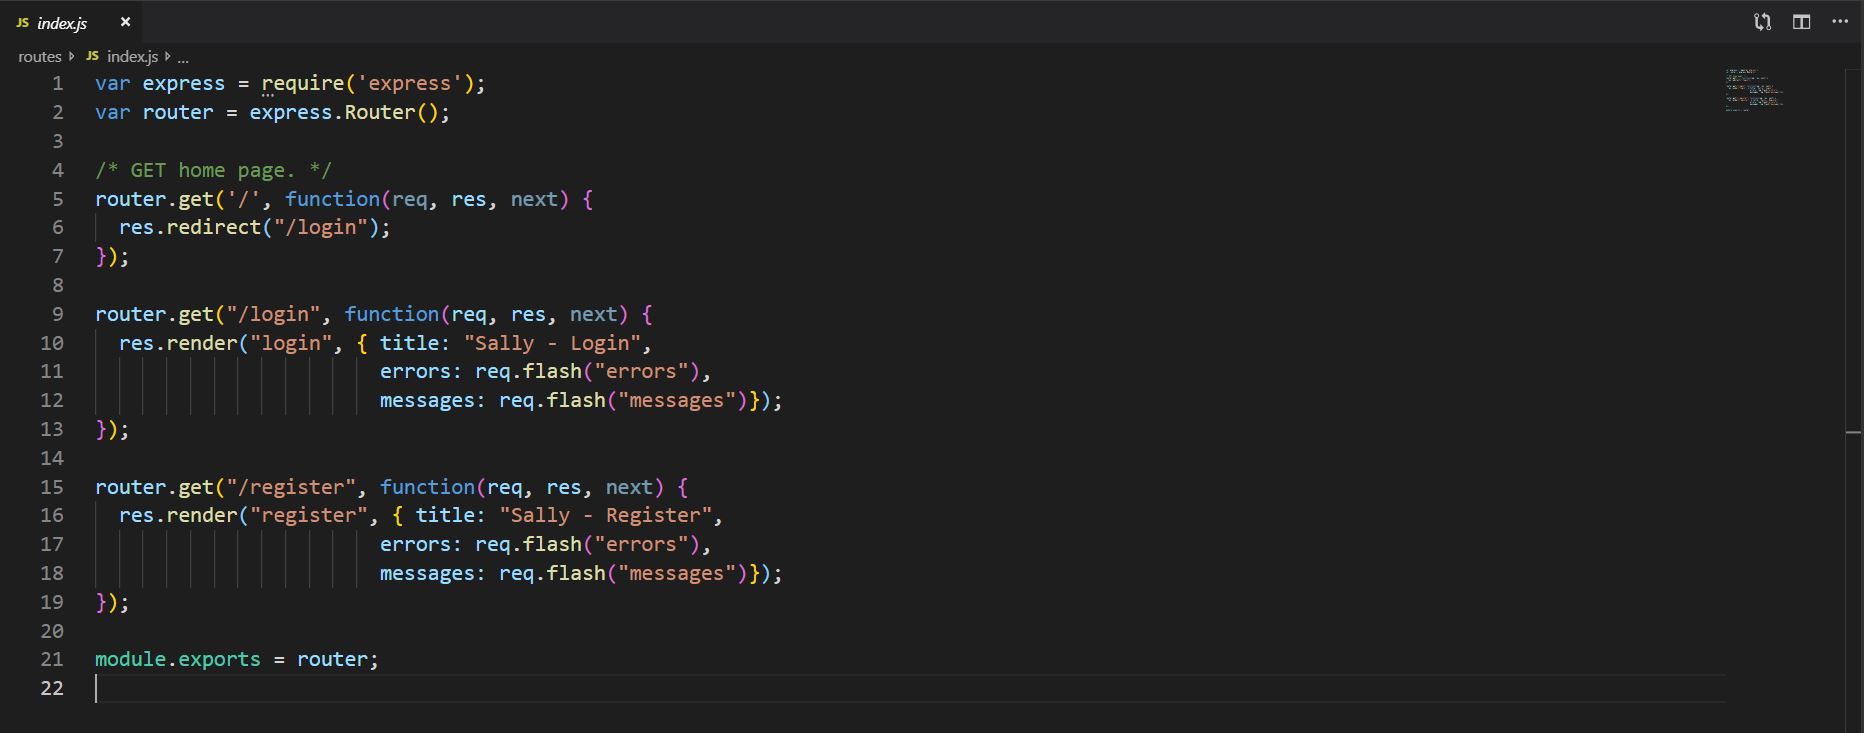 JS index.js ×
routes JS index.js ...
1 var express = require('express');
2 var router = express.Router();
3
4 /* GET home page. */
5 router.get('/', function(req, res, next) {
6   res.redirect("/login");
7 });
8
9 router.get("/login", function(req, res, next) {
10   res.render("login", { title: "Sally - Login",
11                         errors: req.flash("errors"),
12                         messages: req.flash("messages")});
13 });
14
15 router.get("/register", function(req, res, next) {
16   res.render("register", { title: "Sally - Register",
17                         errors: req.flash("errors"),
18                         messages: req.flash("messages")});
19 });
20
21 module.exports = router;
22